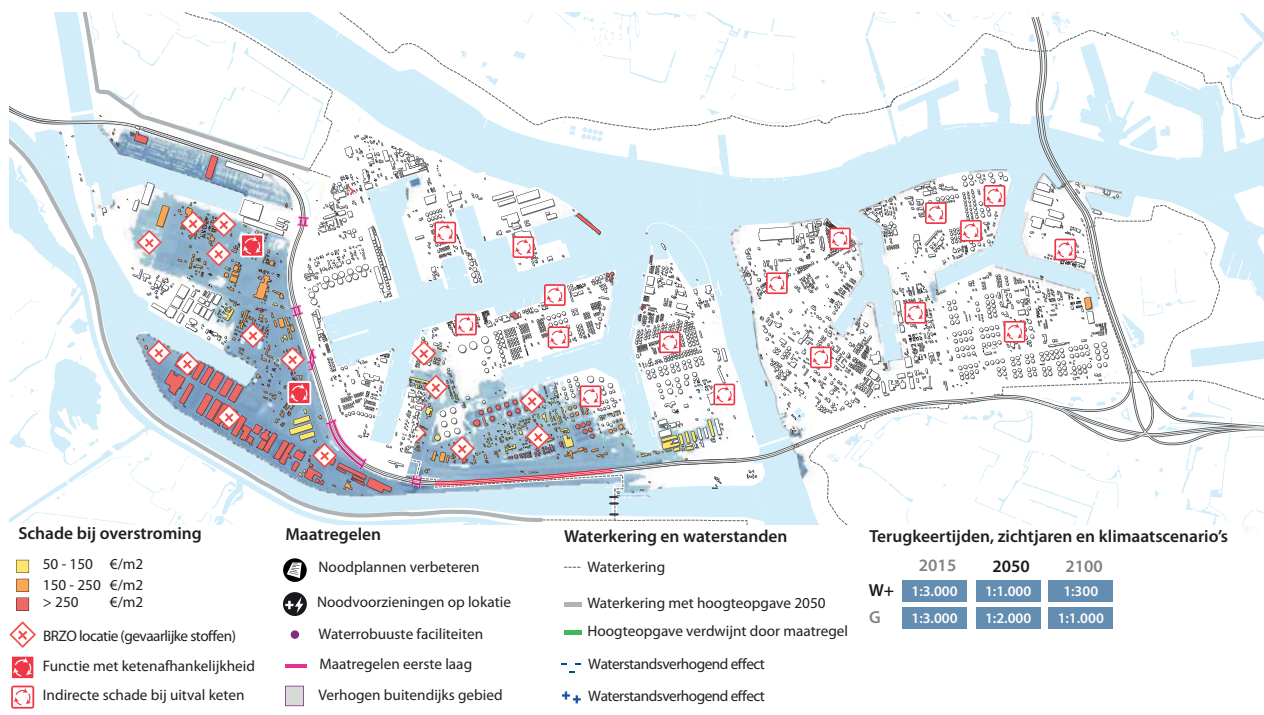 Schade bij overstroming
50 - 150 €/m2
150 - 250 €/m2
> 250 €/m2
BRZO locatie (gevaarlijke stoffen)
Functie met ketenafhankelijkheid
Indirecte schade bij uitval keten
Maatregelen
Noodplannen verbeteren
Noodvoorzieningen op lokatie
Waterrobuuste faciliteiten
Maatregelen eerste laag
Verhogen buitendijks gebied
Waterkering en waterstanden
Waterkering
Waterkering met hoogteopgave 2050
Hoogteopgave verdwijnt door maatregel
Waterstandsverhogend effect
Waterstandsverhogend effect
Terugkeertijden, zichtjaren en klimaatscenario's
2015 2050 2100
W+ 1:3.000 1:1.000 1:300
G 1:3.000 1:2.000 1:1.000